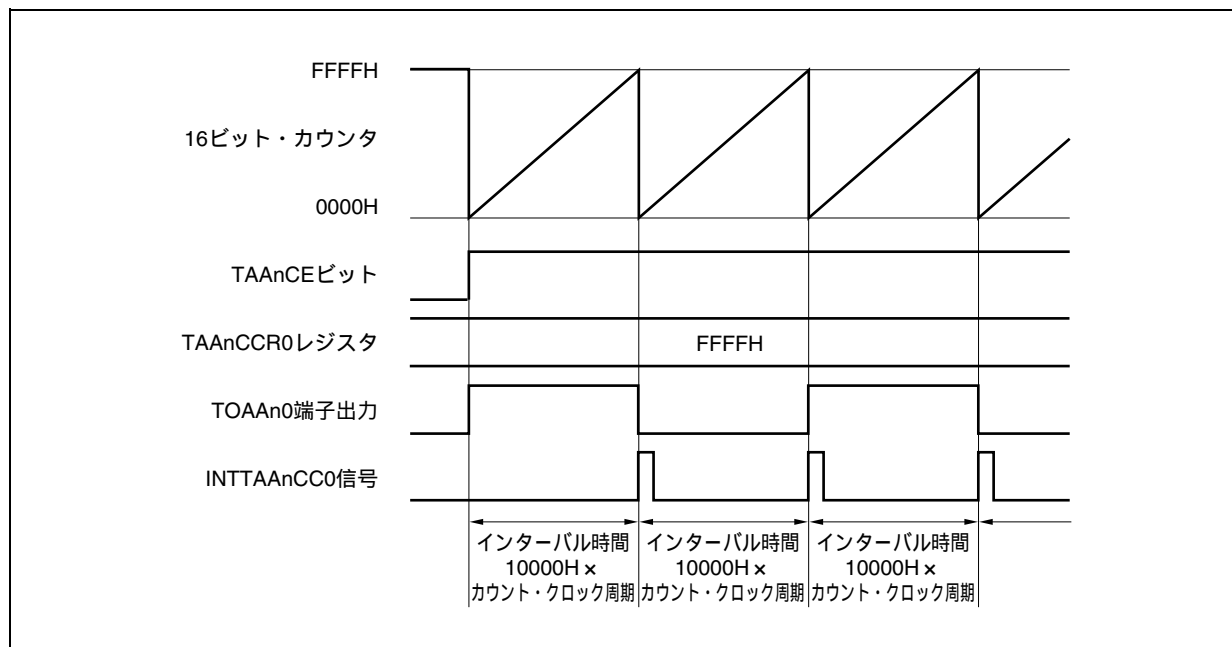 FFFFH
16ビット・カウンタ
0000H
TAAnCEビット
TAAnCCR0レジスタ
FFFFH
TOAAn0端子出力
INTTAAnCC0信号
インターバル時間 インターバル時間 インターバル時間
10000H× 10000H× 10000H×
カウント・クロック周期 カウント・クロック周期 カウント・クロック周期